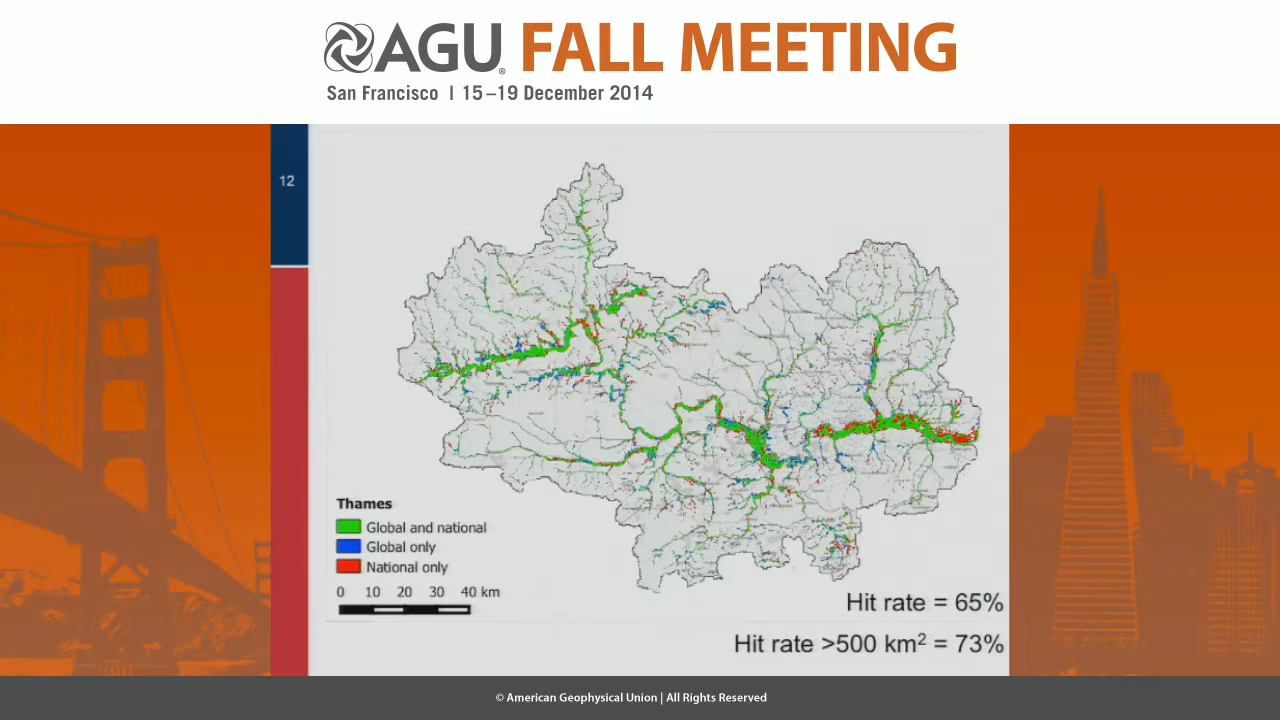 AGU® FALL MEETING
San Francisco | 15–19 December 2014
12
Thames
Global and national
Global only
National only
0 10 20 30 40 km
Hit rate = 65%
Hit rate >500 km² = 73%
© American Geophysical Union | All Rights Reserved